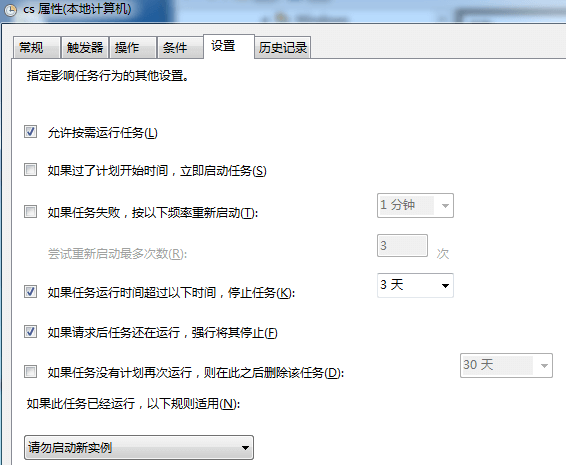 cs 属性(本地计算机)
常规 触发器 操作 条件 设置 历史记录
指定影响任务行为的其他设置。
允许按需运行任务(L)
如果过了计划开始时间，立即启动任务(S)
如果任务失败，按以下频率重新启动(T): 1 分钟
尝试重新启动最多次数(R): 3 次
如果任务运行时间超过以下时间，停止任务(K): 3 天
如果请求后任务还在运行，强行将其停止(F)
如果任务没有计划再次运行，则在此之后删除该任务(D): 30 天
如果此任务已经运行，以下规则适用(N):
请勿启动新实例